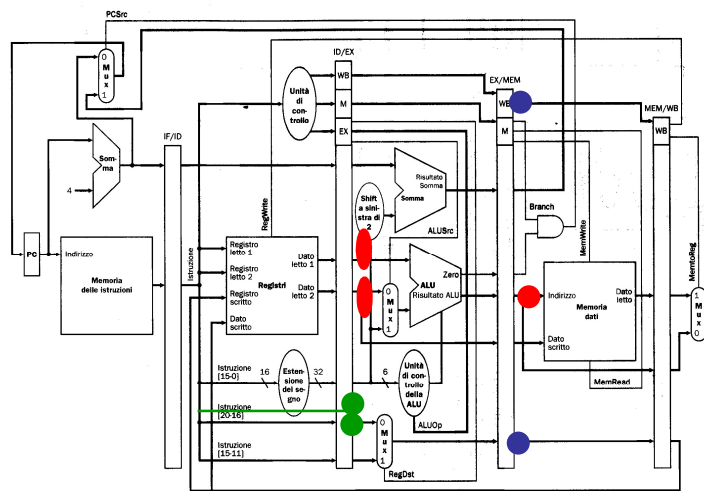 PCSrc
ID/EX
0
M
u
x
1
WB
EX/MEM
Unità
di con-
trollo
M
WB
MEM/WB
IF/ID
EX
M
WB
Som-
ma
4
Risultato
Somma
Somma
Shift
a sini-
stra di
2
Branch
RegWrite
ALUSrc
MemWrite
MemtoReg
PC
Indirizzo
Memoria
delle istruzioni
Istruzione
Registro
letto 1
Registro
letto 2
Registri
Registro
scritto
Dato
scritto
Dato
letto 1
Dato
letto 2
0
M
u
x
1
Zero
ALU
Risultato ALU
Indirizzo
Dato
letto
Memoria
dati
Dato
scritto
1
M
u
x
0
MemRead
Istruzione
[15-0]
16
Esten-
sione
del se-
gno
32
6
Unità
di con-
trollo
della
ALU
Istruzione
[20-16]
ALUOp
Istruzione
[15-11]
0
M
u
x
1
RegDst